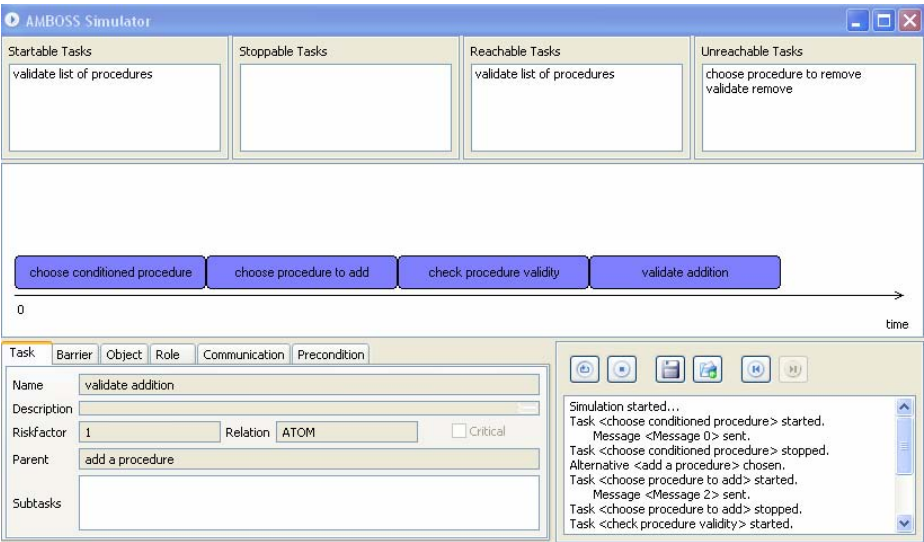 AMBOSS Simulator
Startable Tasks
validate list of procedures
Stoppable Tasks
Reachable Tasks
validate list of procedures
Unreachable Tasks
choose procedure to remove
validate remove
choose conditioned procedure
choose procedure to add
check procedure validity
validate addition
0
time
Task Barrier Object Role Communication Precondition
Name validate addition
Description
Riskfactor 1 Relation ATOM Critical
Parent add a procedure
Subtasks
Simulation started...
Task <choose conditioned procedure> started.
Message <Message 0> sent.
Task <choose conditioned procedure> stopped.
Alternative <add a procedure> chosen.
Task <choose procedure to add> started.
Message <Message 2> sent.
Task <choose procedure to add> stopped.
Task <check procedure validity> started.